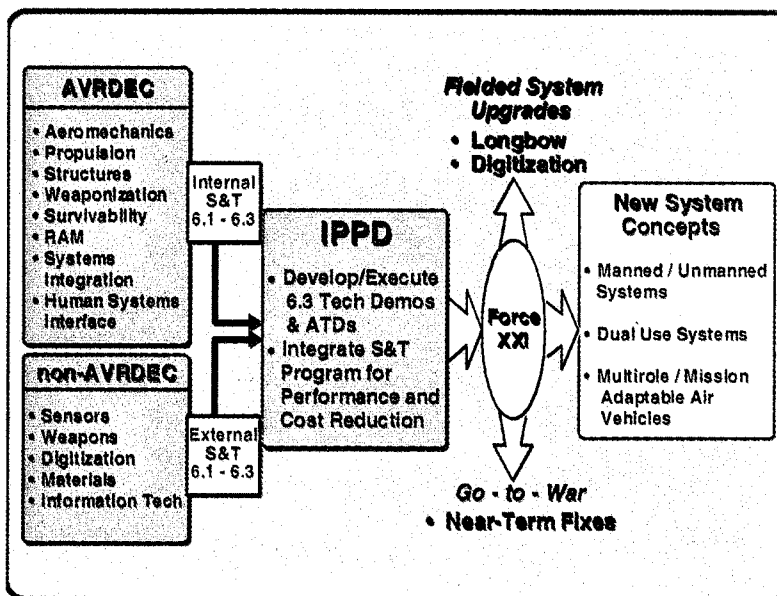 AVRDEC
• Aeromechanics
• Propulsion
• Structures
• Weaponization
• Survivability
• RAM
• Systems
Integration
• Human Systems
Interface
non-AVRDEC
• Sensors
• Weapons
• Digitization
• Materials
• Information Tech
Internal
S&T
6.1 - 6.3
External
S&T
6.1 - 6.3
IPPD
• Develop/Execute
6.3 Tech Demos
& ATDs
• Integrate S&T
Program for
Performance and
Cost Reduction
Fielded System
Upgrades
• Longbow
• Digitization
Force
XXI
Go - to - War
• Near-Term Fixes
New System
Concepts
• Manned / Unmanned
Systems
• Dual Use Systems
• Multirole / Mission
Adaptable Air
Vehicles